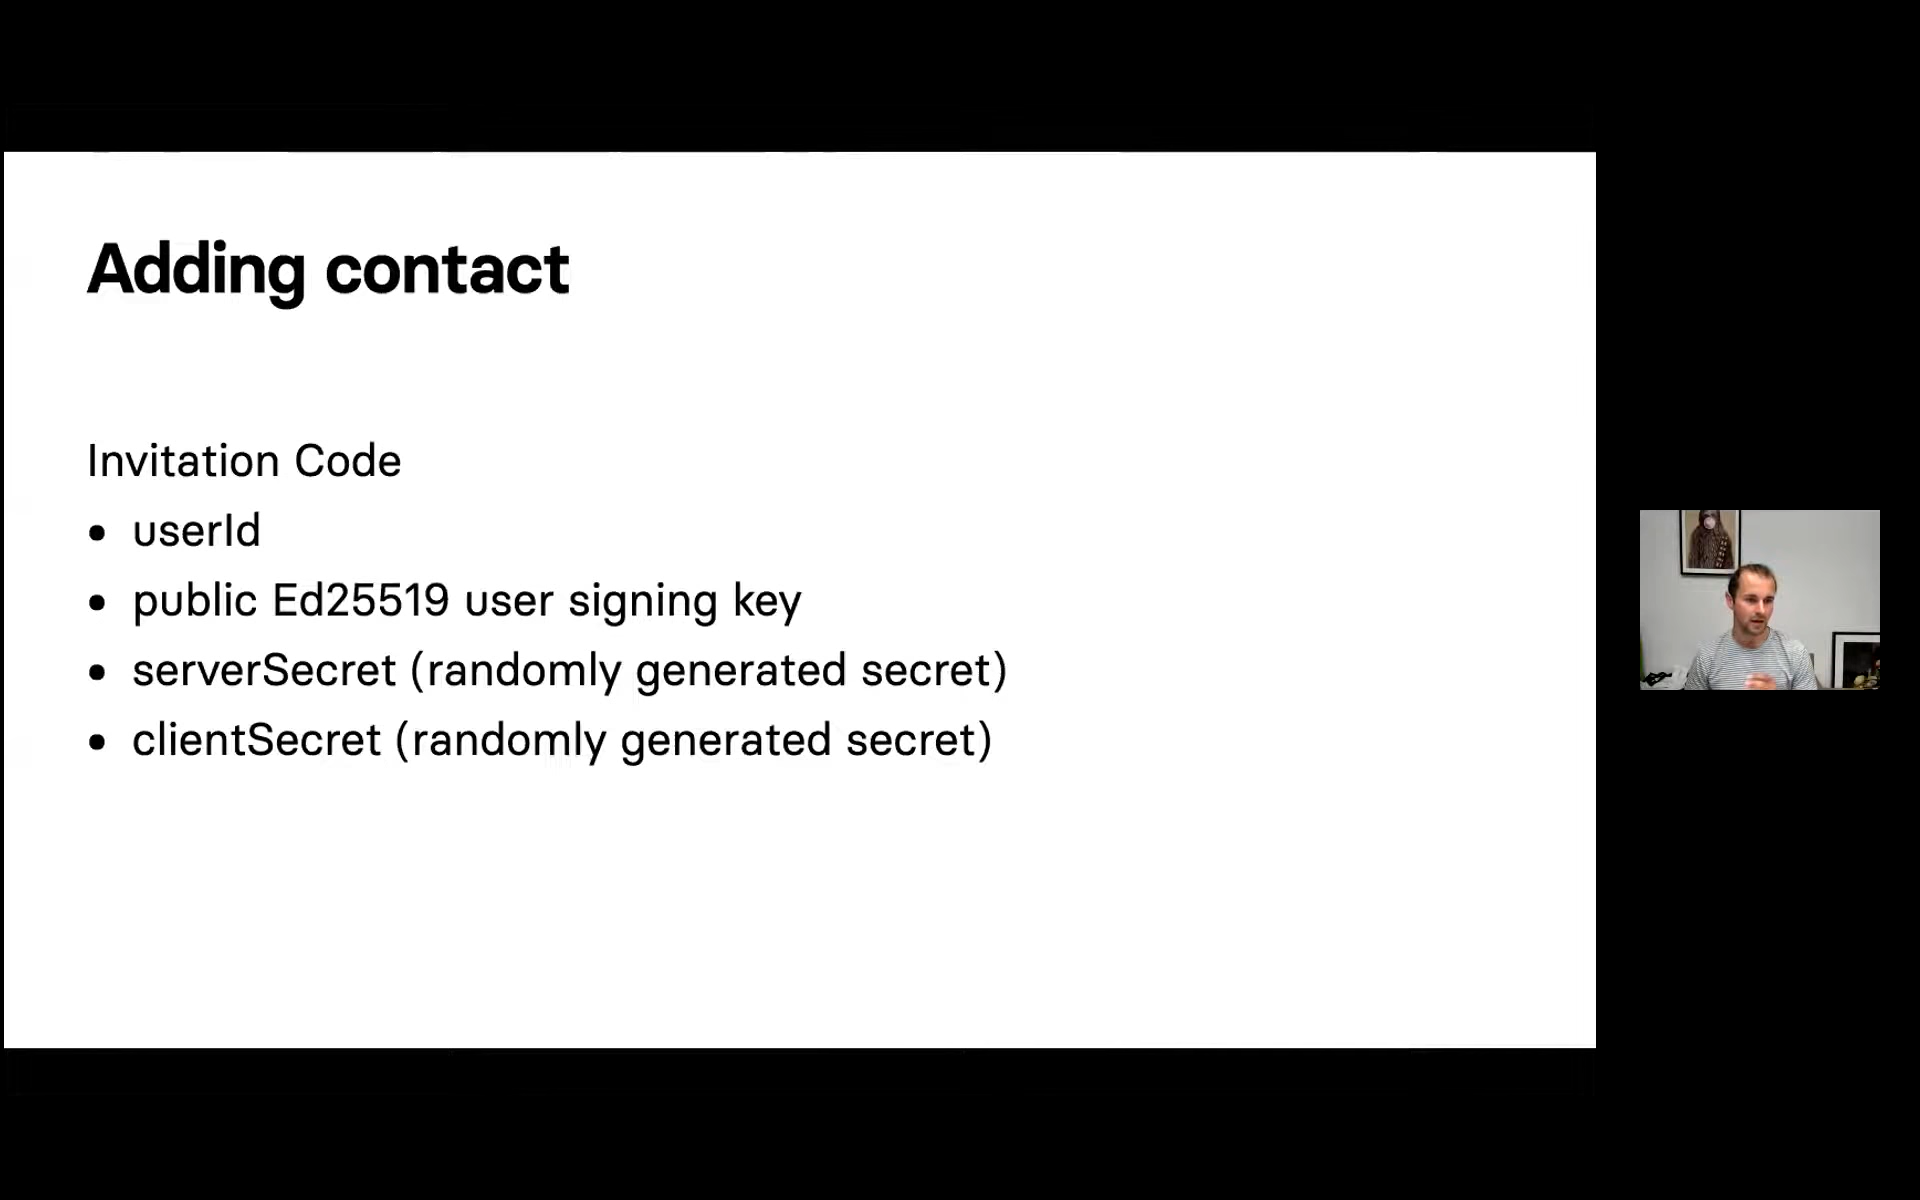 Adding contact
Invitation Code
• userId
• public Ed25519 user signing key
• serverSecret (randomly generated secret)
• clientSecret (randomly generated secret)